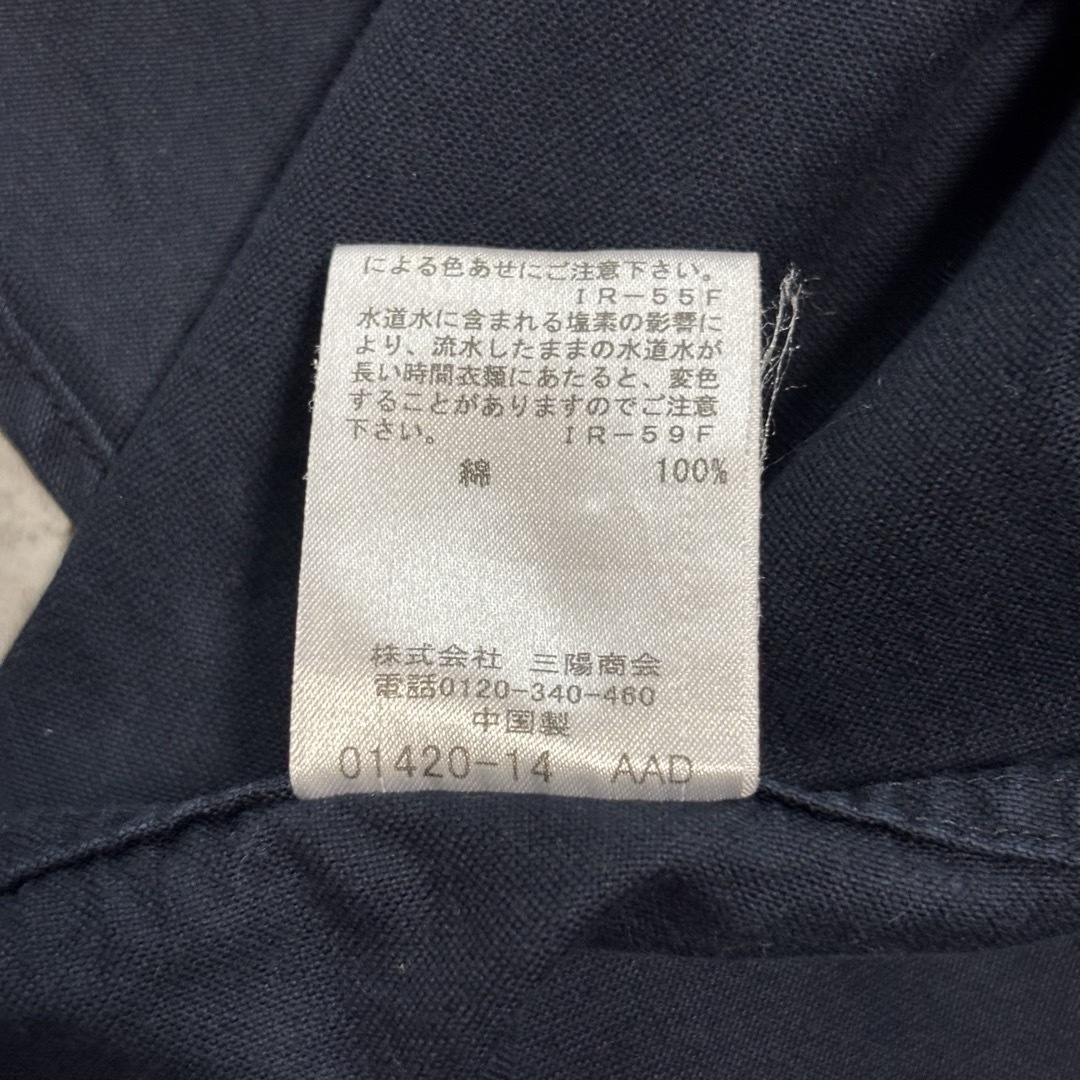 による色あせにご注意下さい。
IR-55F
水道水に含まれる塩素の影響に
より、流水したままの水道水が
長い時間衣類にあたると、変色
することがありますのでご注意
下さい。 IR-59F
綿 100%
株式会社 三陽商会
電話0120-340-460
中国製
01420-14 AAD